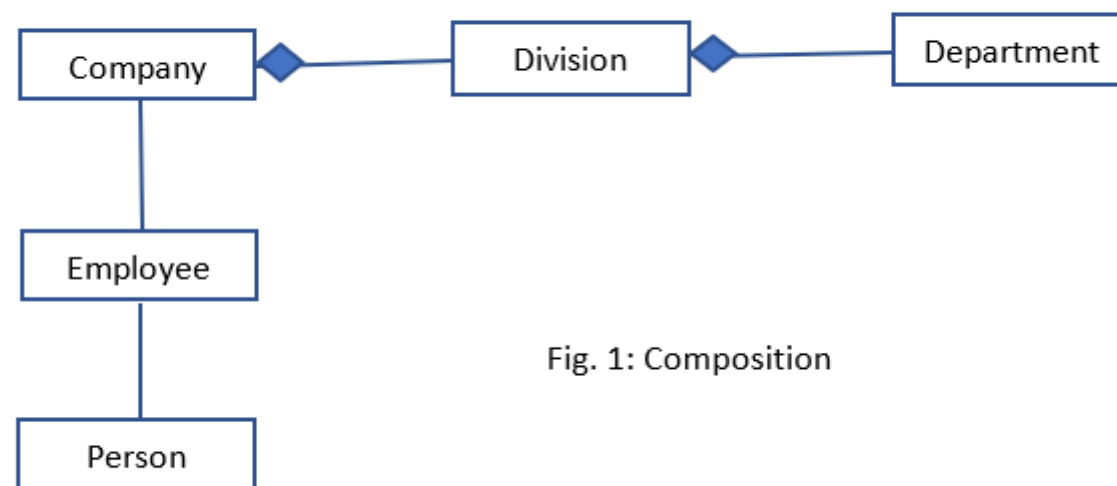 Company
Division
Department
Employee
Fig. 1: Composition
Person